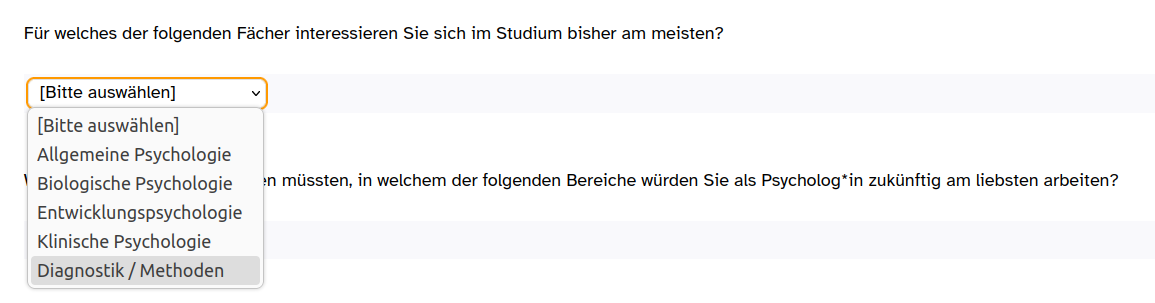 Für welches der folgenden Fächer interessieren Sie sich im Studium bisher am meisten?
[Bitte auswählen]
[Bitte auswählen]
Allgemeine Psychologie
Biologische Psychologie
en müssten, in welchem der folgenden Bereiche würden Sie als Psycholog*in zukünftig am liebsten arbeiten?
Entwicklungspsychologie
Klinische Psychologie
Diagnostik / Methoden